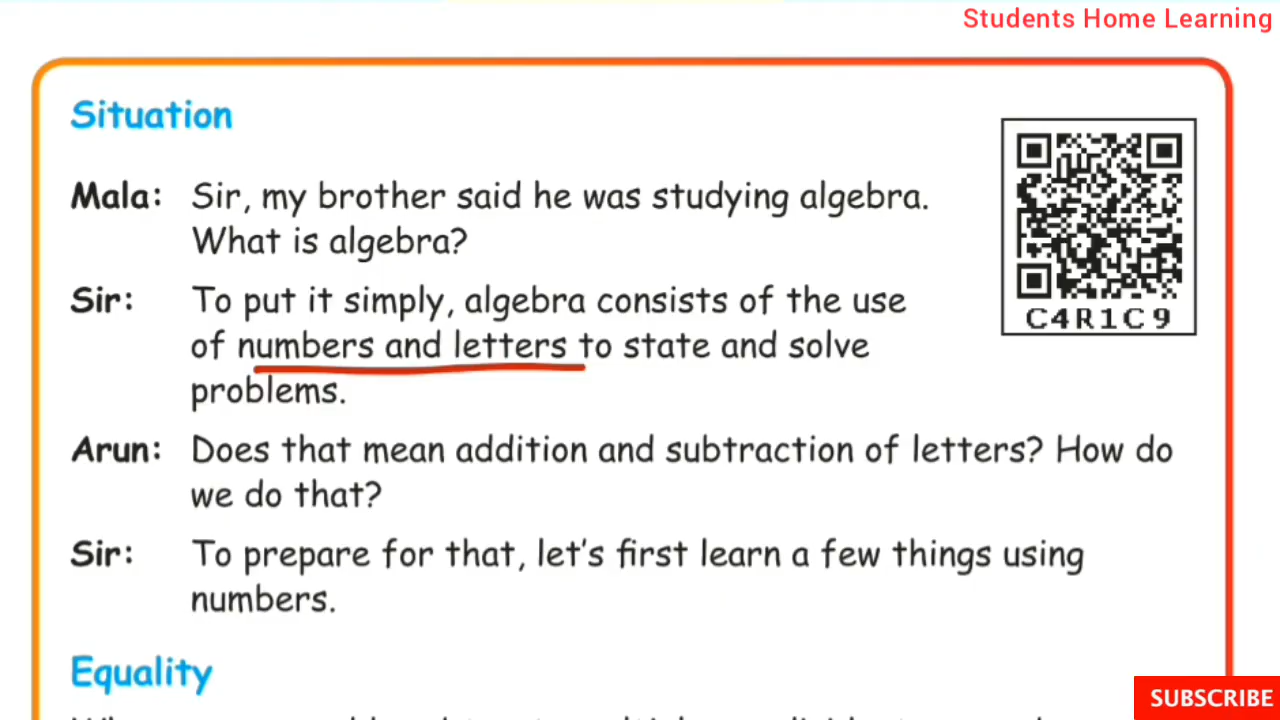 Students Home Learning
Situation
Mala: Sir, my brother said he was studying algebra.
What is algebra?
Sir: To put it simply, algebra consists of the use
of numbers and letters to state and solve
problems.
C4R1C9
Arun: Does that mean addition and subtraction of letters? How do
we do that?
Sir: To prepare for that, let's first learn a few things using
numbers.
Equality
SUBSCRIBE